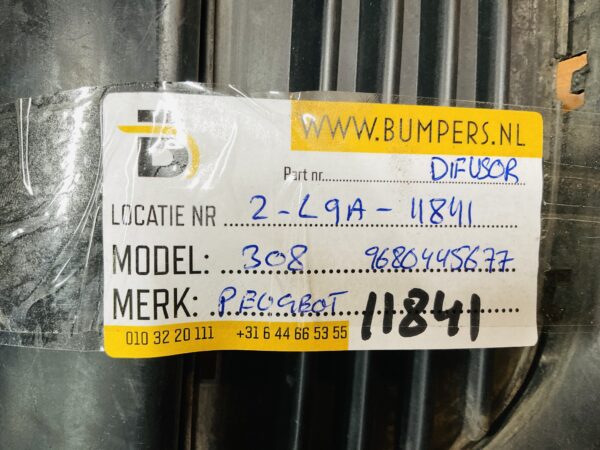 B
WWW.BUMPERS.NL
Part nr. DIFUSOR
LOCATIE NR 2-L9A-11841
MODEL: 308 9680445677
MERK: PEUGEOT 11841
010 32 20 111 +31 6 44 66 53 55